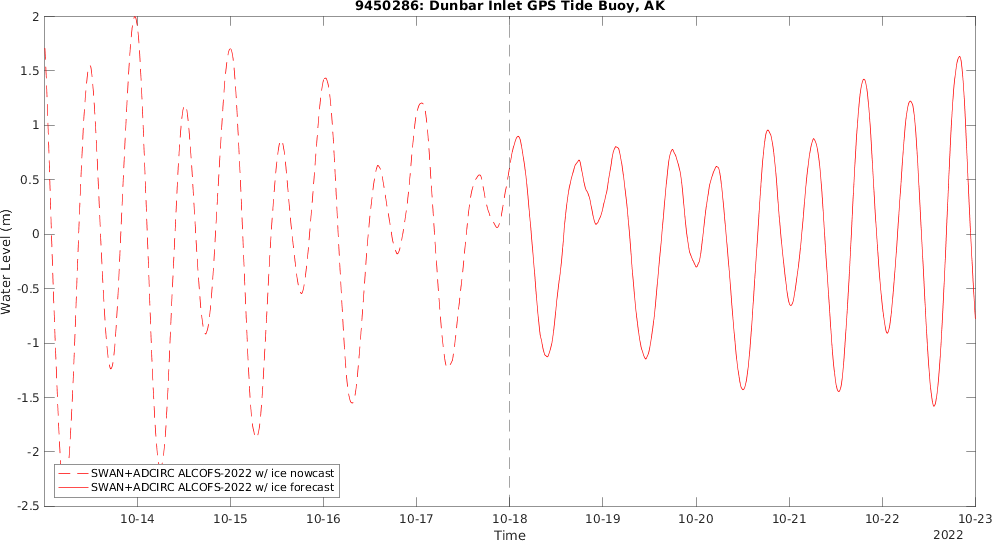 9450286: Dunbar Inlet GPS Tide Buoy, AK
2
1.5
1
0.5
0
-0.5
-1
-1.5
-2
-2.5
Water Level (m)
SWAN+ADCIRC ALCOFS-2022 w/ ice nowcast
SWAN+ADCIRC ALCOFS-2022 w/ ice forecast
10-14 10-15 10-16 10-17 10-18 10-19 10-20 10-21 10-22 10-23
Time
2022